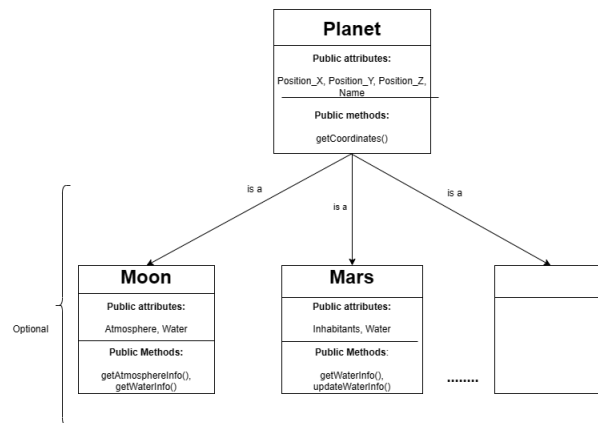 Planet
Public attributes:
Position_X, Position_Y, Position_Z,
Name
Public methods:
getCoordinates()
is a
is a
is a
Optional
Moon
Public attributes:
Atmosphere, Water
Public Methods:
getAtmosphereInfo(),
getWaterInfo()
Mars
Public attributes:
Inhabitants, Water
Public Methods:
getWaterInfo(),
updateWaterInfo()
........